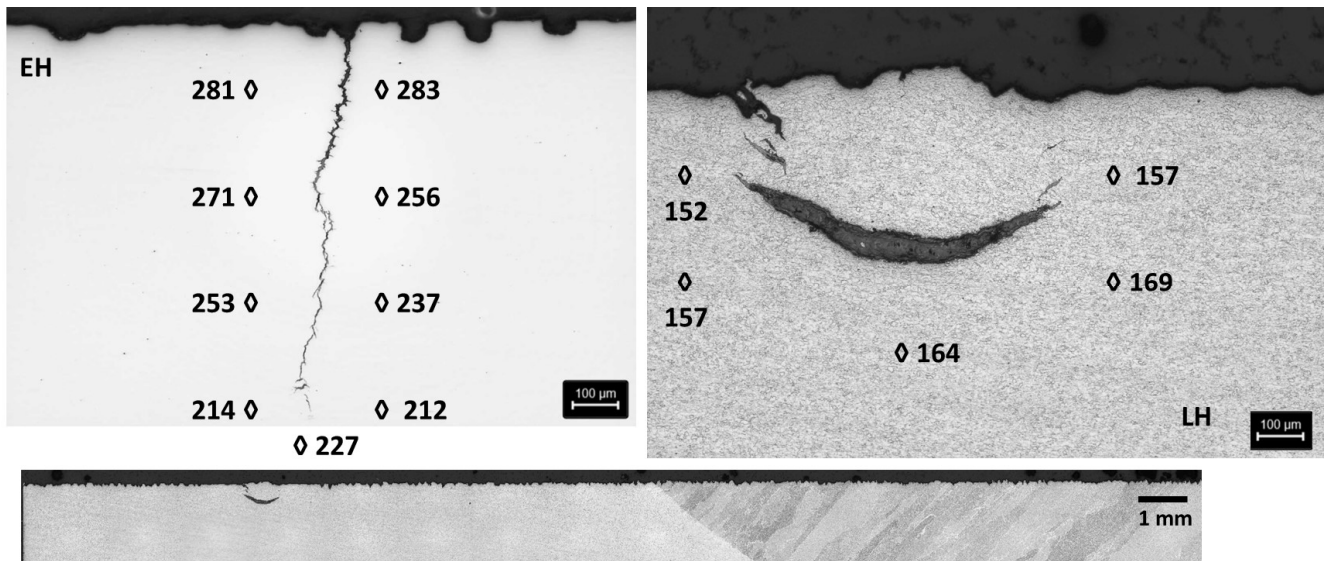 EH
281 ◊ ◊ 283
271 ◊ ◊ 256
253 ◊ ◊ 237
214 ◊ ◊ 212
◊ 227
100 µm
◊ ◊ 157
152
◊ ◊ 169
157
◊ 164
LH
100 µm
1 mm